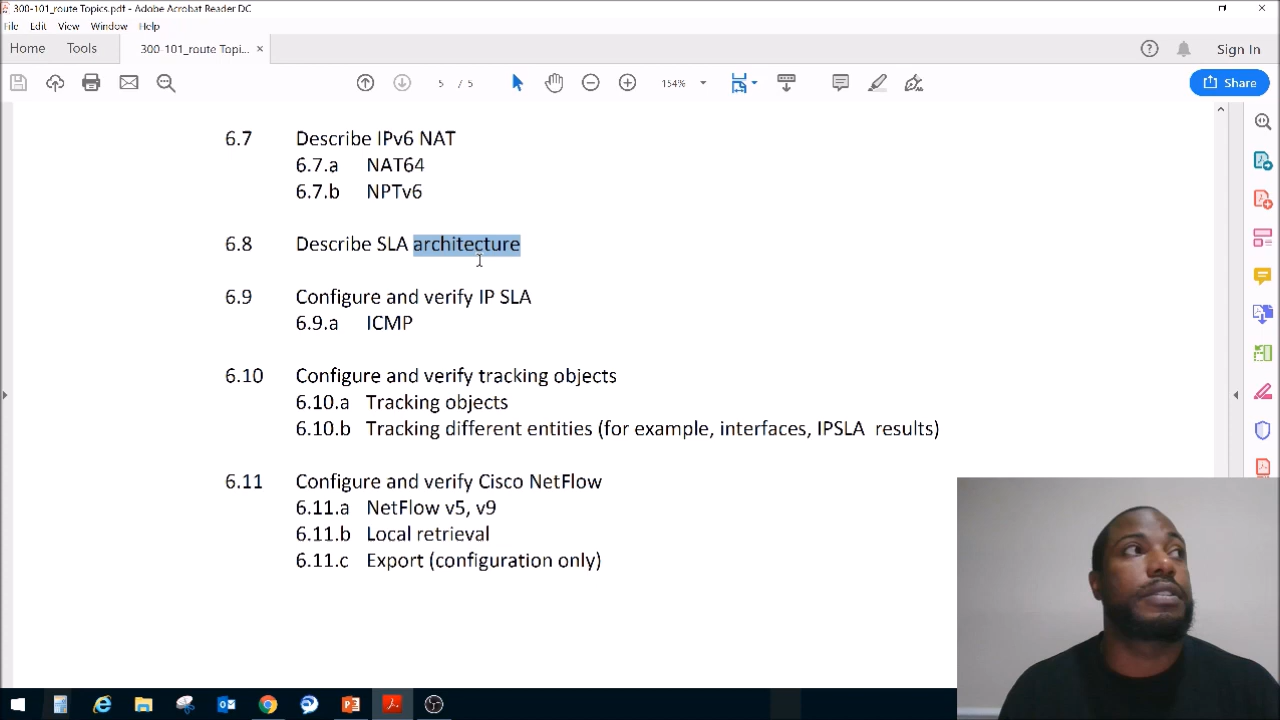 300-101_route Topics.pdf - Adobe Acrobat Reader DC
File Edit View Window Help
Home Tools 300-101_route Topi... × Sign In
5 / 5 154% Share
6.7 Describe IPv6 NAT
6.7.a NAT64
6.7.b NPTv6
6.8 Describe SLA architecture
6.9 Configure and verify IP SLA
6.9.a ICMP
6.10 Configure and verify tracking objects
6.10.a Tracking objects
6.10.b Tracking different entities (for example, interfaces, IPSLA results)
6.11 Configure and verify Cisco NetFlow
6.11.a NetFlow v5, v9
6.11.b Local retrieval
6.11.c Export (configuration only)